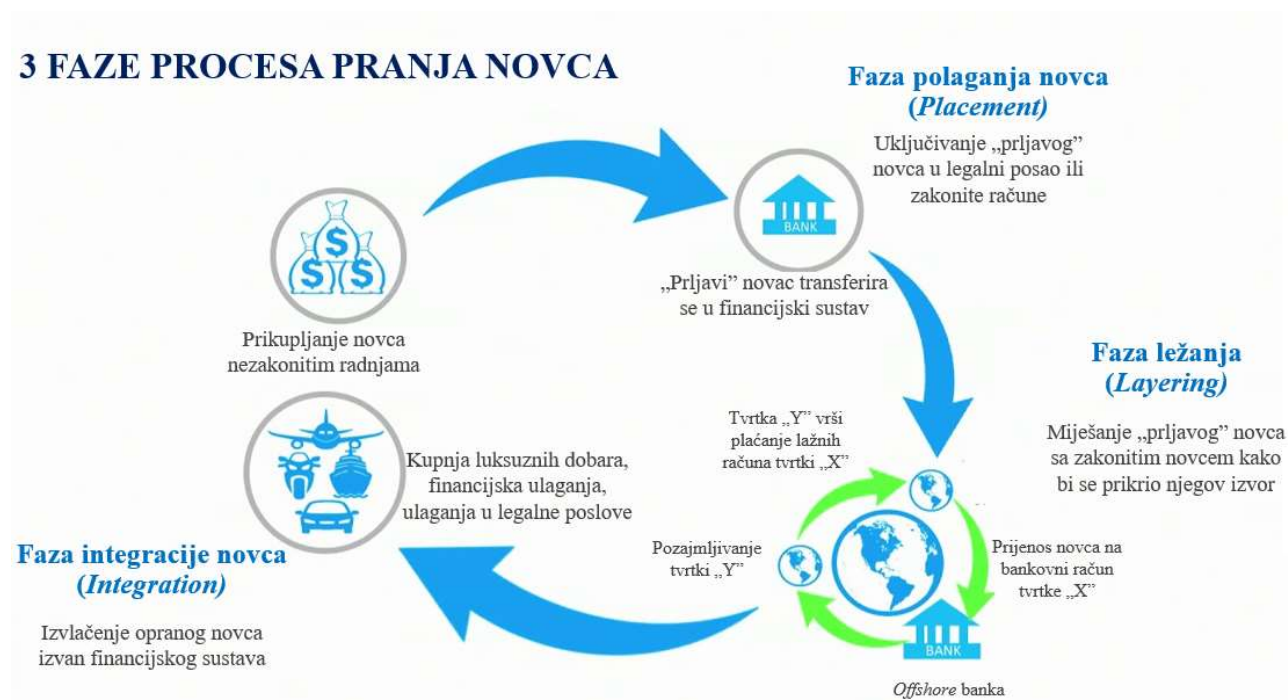 3 FAZE PROCESA PRANJA NOVCA
Faza polaganja novca
(Placement)
Uključivanje „prljavog”
novca u legalni posao ili
zakonite račune
$
$ $
BANK
„Prljavi” novac transferira
se u financijski sustav
Prikupljanje novca
nezakonitim radnjama
Faza ležanja
(Layering)
Miješanje „prljavog” novca
sa zakonitim novcem kako
bi se prikrio njegov izvor
Tvrtka „Y” vrši
plaćanje lažnih
računa tvrtki „X”
Prijenos novca na
bankovni račun
tvrtke „X”
BANK
Offshore banka
Pozajmljivanje
tvrtki „Y”
Kupnja luksuznih dobara,
financijska ulaganja,
ulaganja u legalne poslove
Faza integracije novca
(Integration)
Izvlačenje opranog novca
izvan financijskog sustava